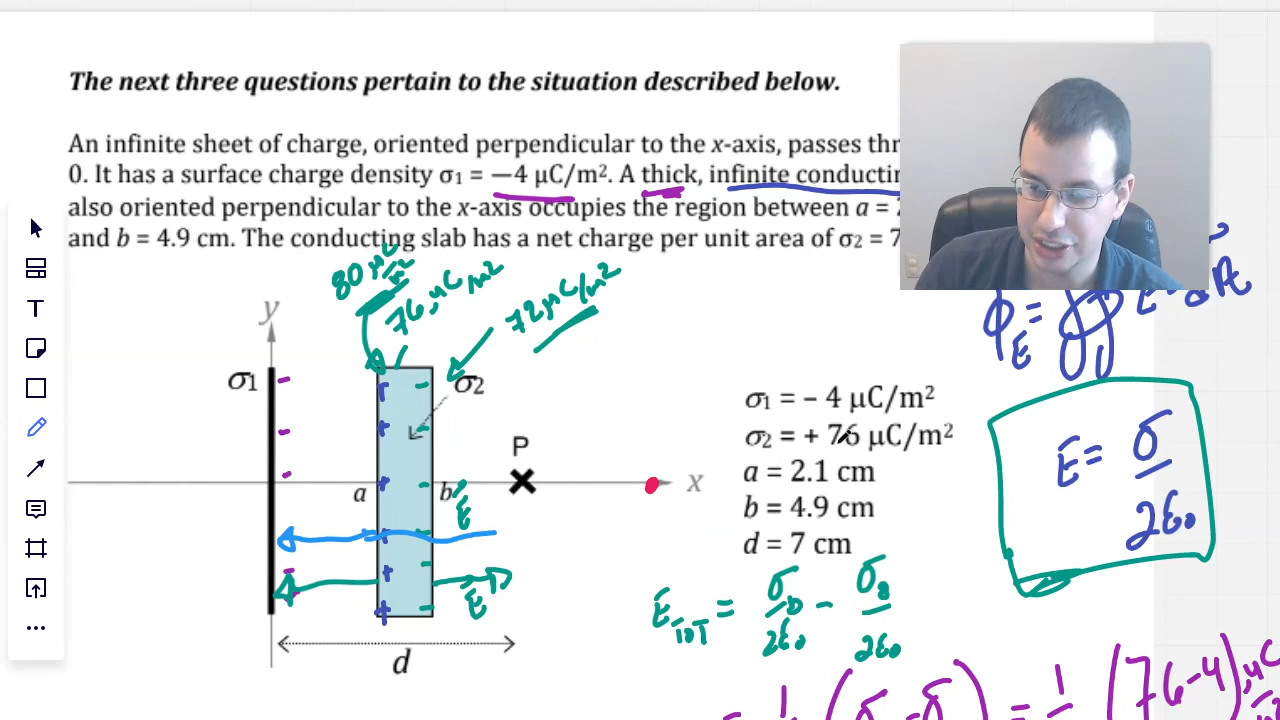 The next three questions pertain to the situation described below.
An infinite sheet of charge, oriented perpendicular to the x-axis, passes
0. It has a surface charge density σ1 = −4 μC/m². A thick, infinite
also oriented perpendicular to the x-axis occupies the region between a =
and b = 4.9 cm. The conducting slab has a net charge per unit area of σ2 = 7
80 μC/m²
76 μC/m²
72 μC/m²
y
σ1
σ2
P
a
b
x
E
E
d
σ1 = − 4 μC/m²
σ2 = + 76 μC/m²
a = 2.1 cm
b = 4.9 cm
d = 7 cm
E = σ/2ε₀
(76-4) μC
T